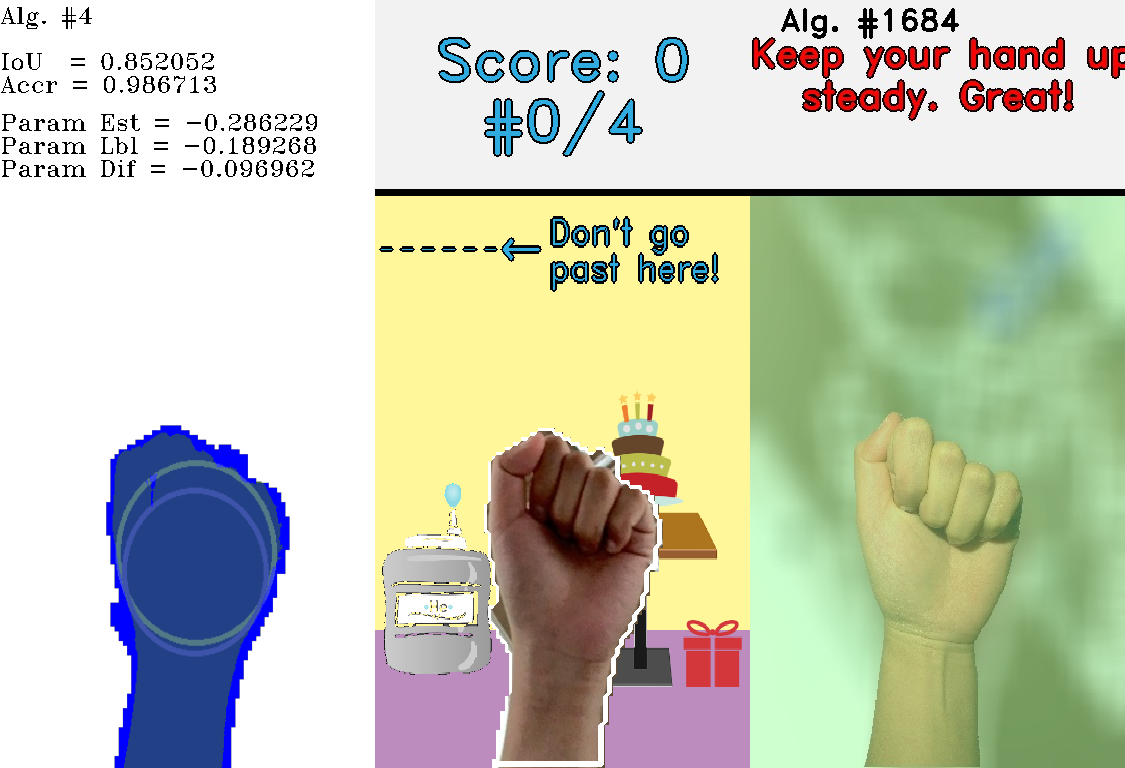 Alg. #4
IoU = 0.852052
Accr = 0.986713
Param Est = −0.286229
Param Lbl = −0.189268
Param Dif = −0.096962
Score: 0
#0/4
Alg. #1684
Keep your hand up
steady. Great!
Don't go
past here!